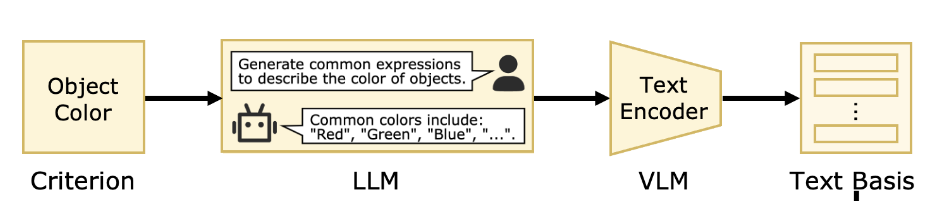 Object
Color
Generate common expressions
to describe the color of objects.
Common colors include:
"Red", "Green", "Blue", "...".
Text
Encoder
Criterion
LLM
VLM
Text Basis